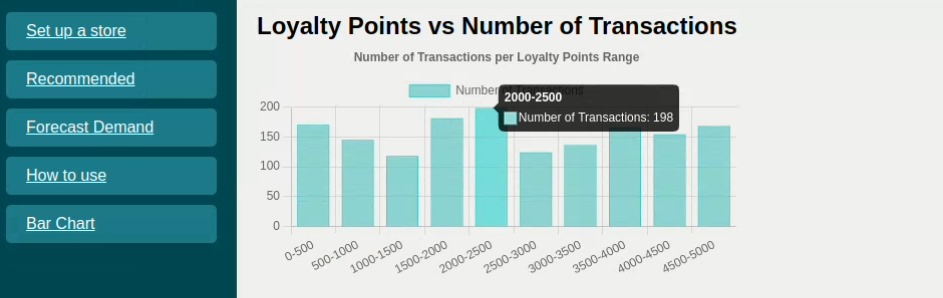 Set up a store
Recommended
Forecast Demand
How to use
Bar Chart
Loyalty Points vs Number of Transactions
Number of Transactions per Loyalty Points Range
Number of Transactions
2000-2500
Number of Transactions: 198
200
150
100
50
0
0-500
500-1000
1000-1500
1500-2000
2000-2500
2500-3000
3000-3500
3500-4000
4000-4500
4500-5000